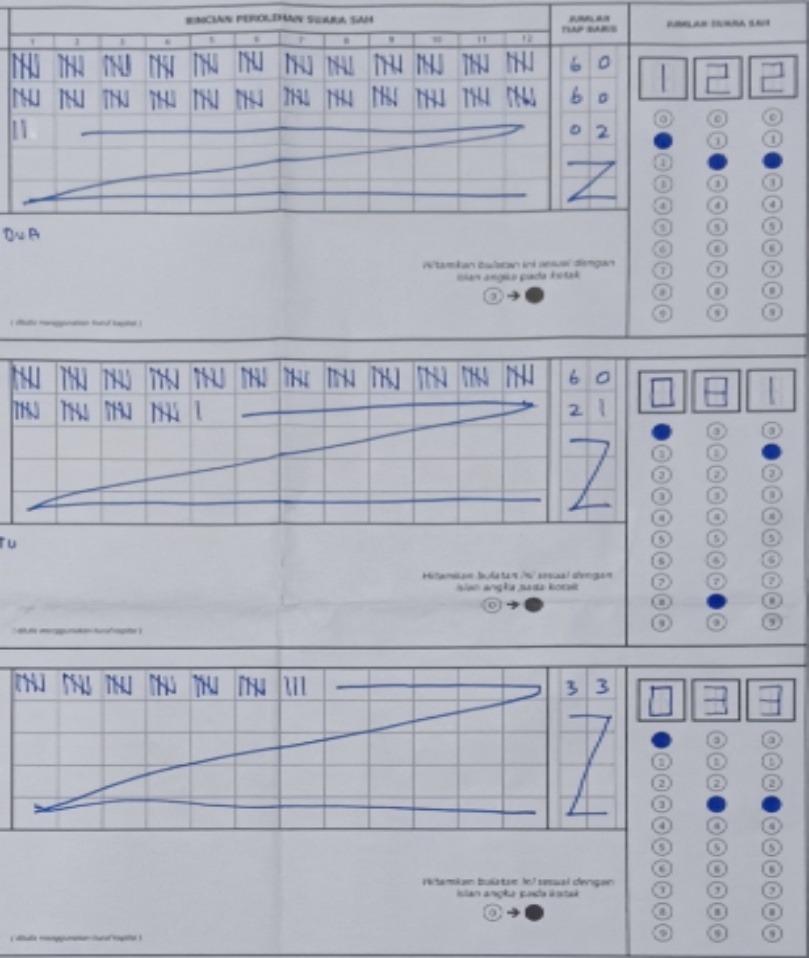 RINCIAN PEROLEHAN SUARA SAH
JUMLAH TIAP BARIS
JUMLAH SUARA SAH
1 2 3 4 5 6 7 8 9 10 11 12
6 0
6 0
0 2
1 2 2
DUA
Hitamkan bulatan ini sesuai dengan
isian angka pada kotak
(ditulis menggunakan huruf kapital)
6 0
2 1
0 8 1
TU
Hitamkan bulatan ini sesuai dengan
isian angka pada kotak
(ditulis menggunakan huruf kapital)
3 3
0 3 3
Hitamkan bulatan ini sesuai dengan
isian angka pada kotak
(ditulis menggunakan huruf kapital)